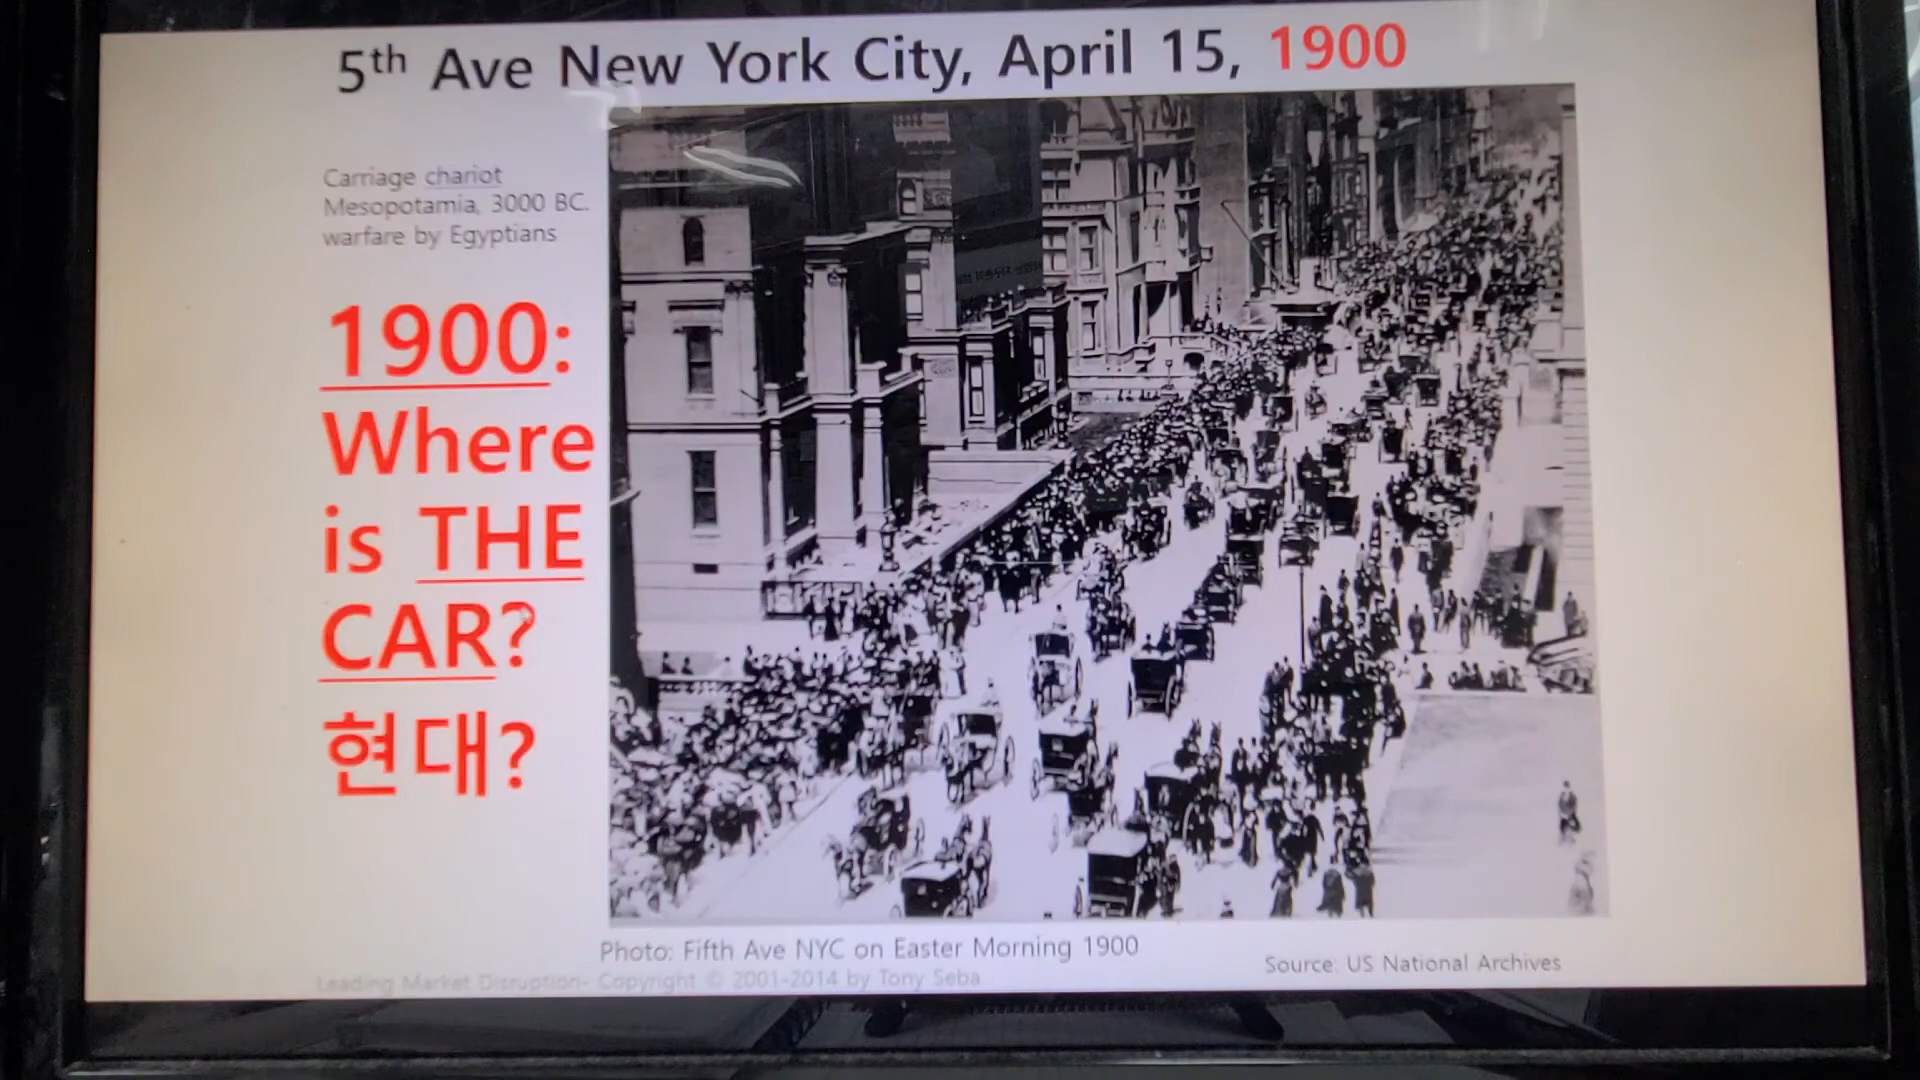 5th Ave New York City, April 15, 1900
Carriage chariot
Mesopotamia, 3000 BC.
warfare by Egyptians
1900:
Where
is THE
CAR?
현대?
Photo: Fifth Ave NYC on Easter Morning 1900
Source: US National Archives
Leading Market Disruption- Copyright © 2001-2014 by Tony Seba